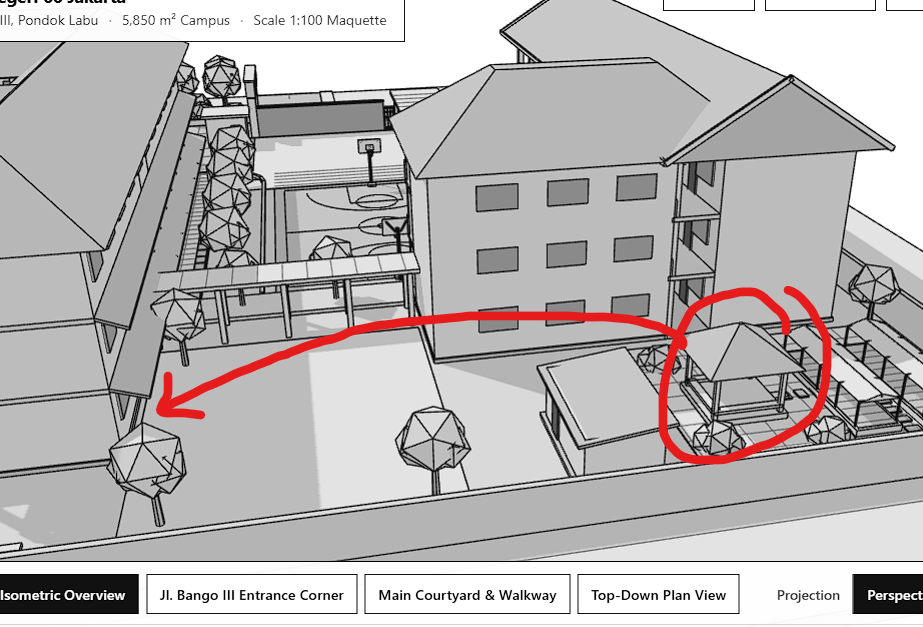 III, Pondok Labu · 5,850 m² Campus · Scale 1:100 Maquette
Isometric Overview
Jl. Bango III Entrance Corner
Main Courtyard & Walkway
Top-Down Plan View
Projection